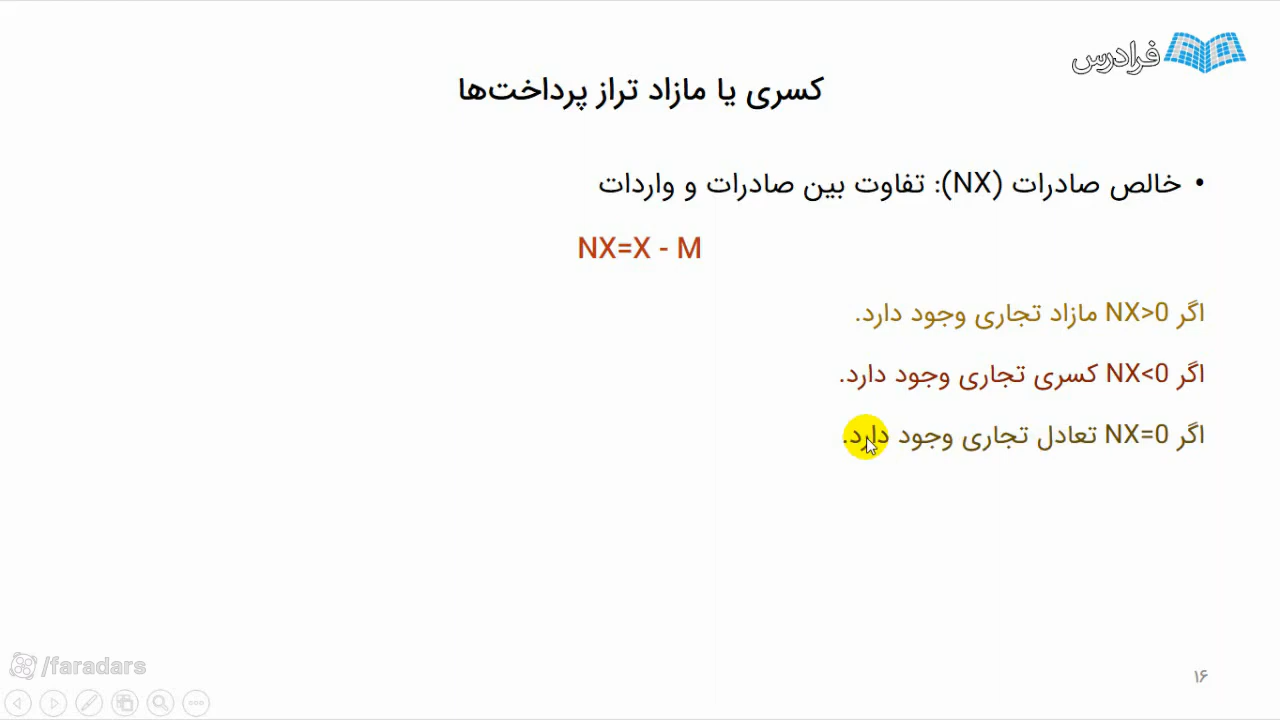 فرادرس
کسری یا مازاد تراز پرداخت‌ها
• خالص صادرات (NX): تفاوت بین صادرات و واردات
NX=X - M
اگر NX>0 مازاد تجاری وجود دارد.
اگر NX<0 کسری تجاری وجود دارد.
اگر NX=0 تعادل تجاری وجود دارد.
/faradars
۱۶